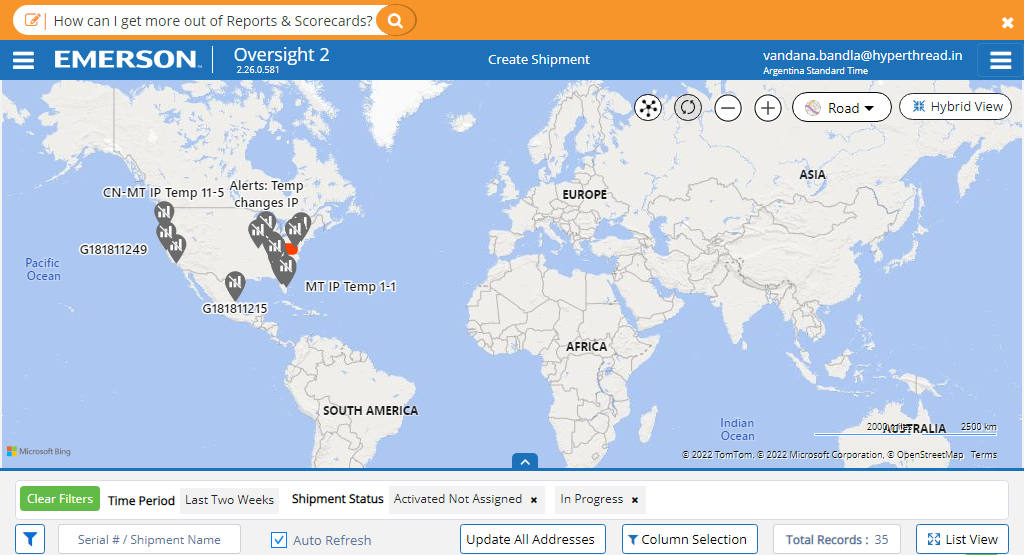 How can I get more out of Reports & Scorecards?
EMERSON
Oversight 2
2.26.0.581
Create Shipment
vandana.bandla@hyperthread.in
Argentina Standard Time
Road
Hybrid View
ASIA
EUROPE
CN-MT IP Temp 11-5
Alerts: Temp
changes IP
G181811249
Pacific
Ocean
MT IP Temp 1-1
G181811215
AFRICA
SOUTH AMERICA
Indian
Ocean
AUSTRALIA
2000 miles
2500 km
Microsoft Bing
© 2022 TomTom, © 2022 Microsoft Corporation, © OpenStreetMap Terms
Clear Filters
Time Period
Last Two Weeks
Shipment Status
Activated Not Assigned ×
In Progress ×
Serial # / Shipment Name
Auto Refresh
Update All Addresses
Column Selection
Total Records : 35
List View